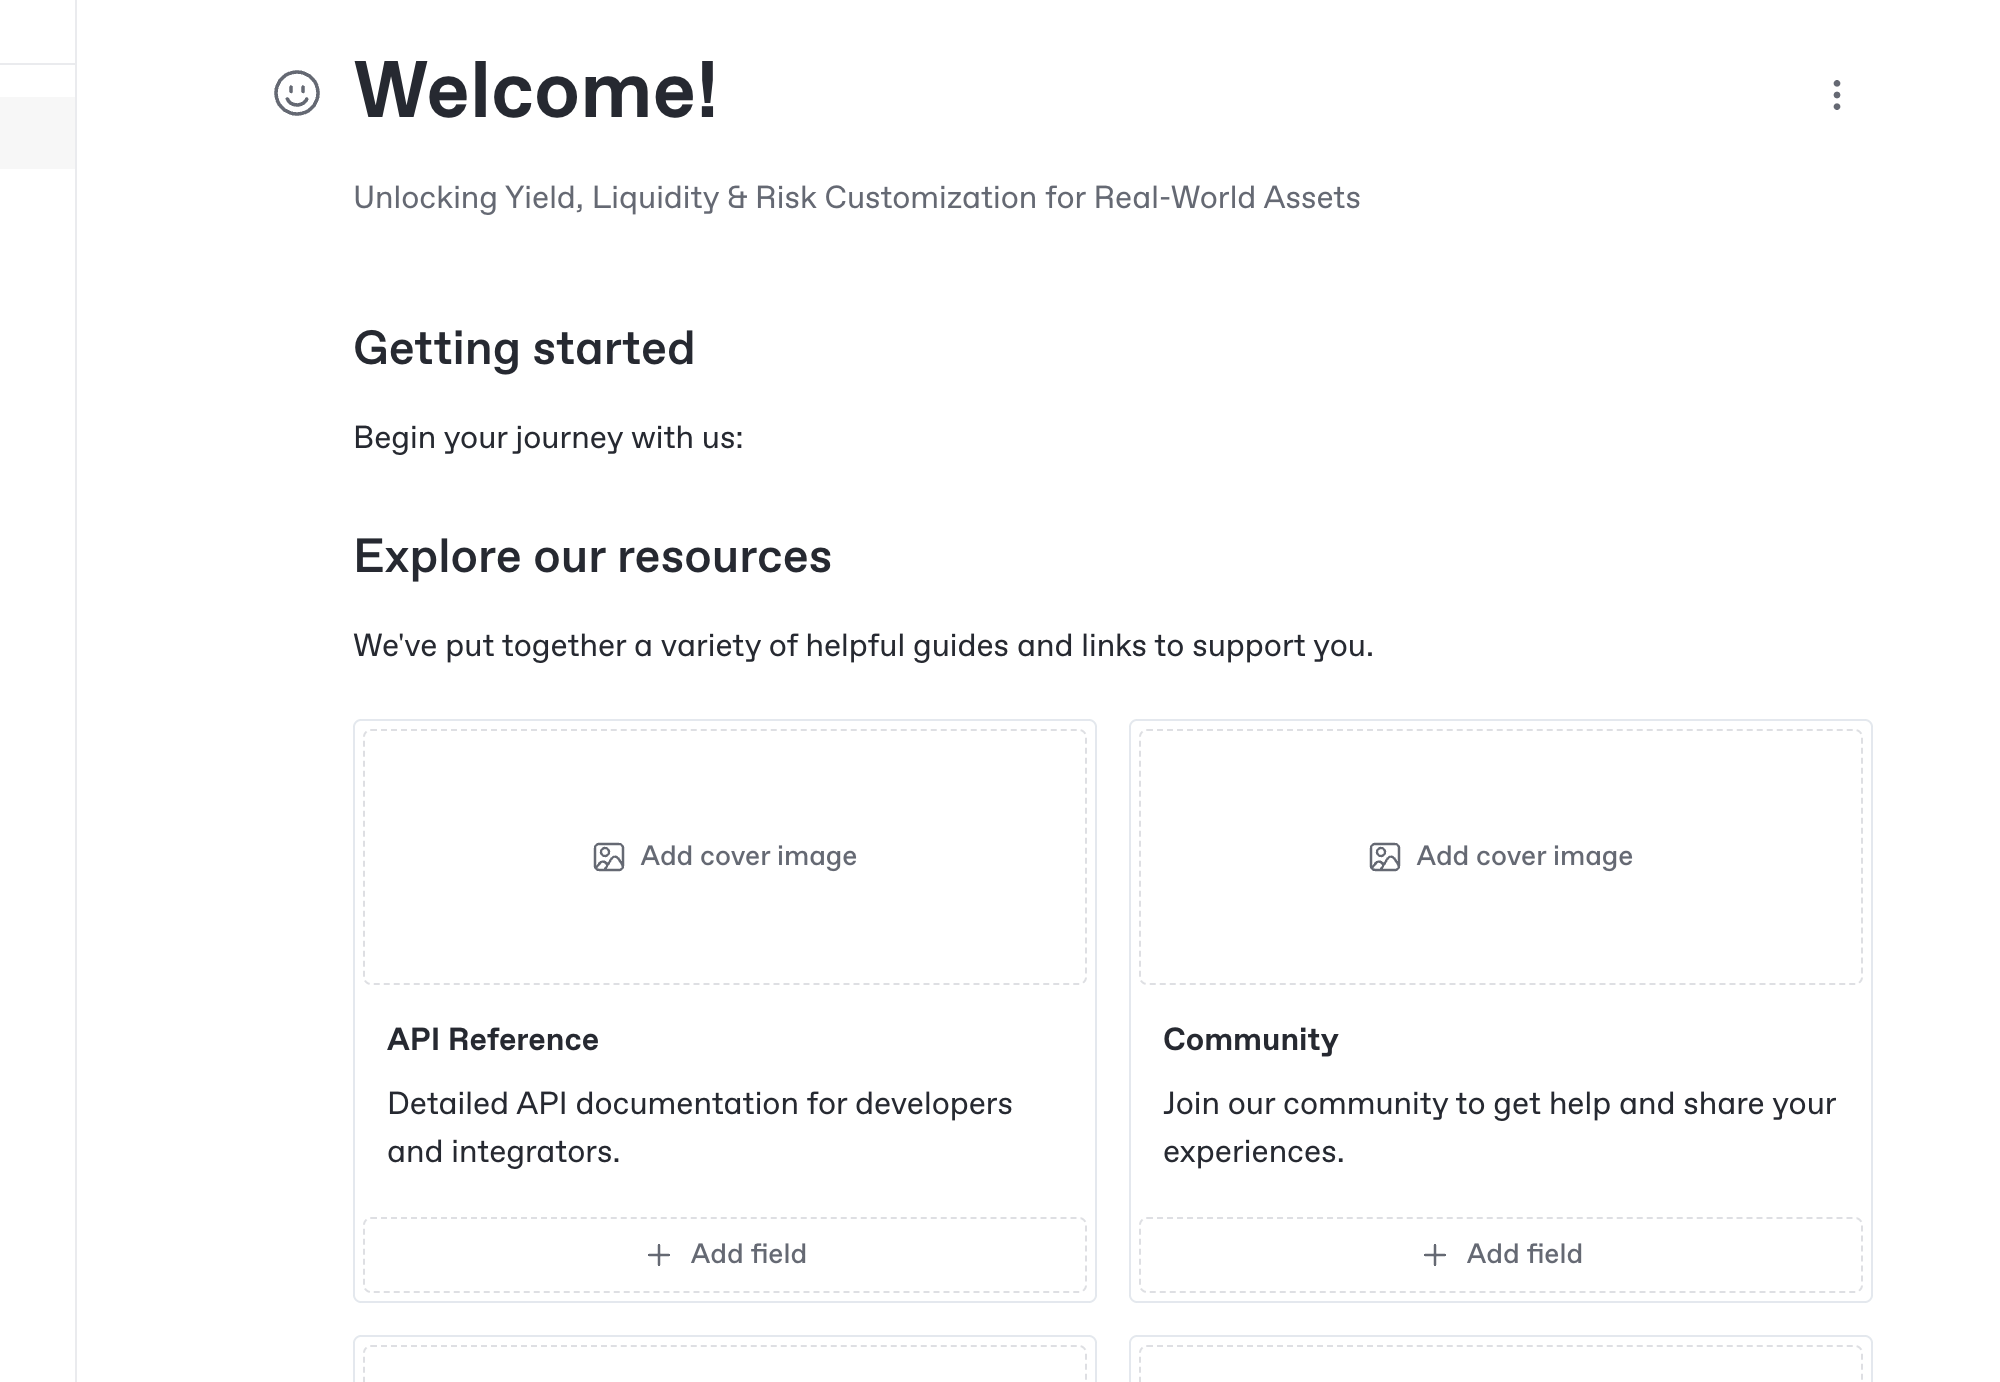 Welcome!
Unlocking Yield, Liquidity & Risk Customization for Real-World Assets
Getting started
Begin your journey with us:
Explore our resources
We've put together a variety of helpful guides and links to support you.
Add cover image
API Reference
Detailed API documentation for developers
and integrators.
Add field
Add cover image
Community
Join our community to get help and share your
experiences.
Add field